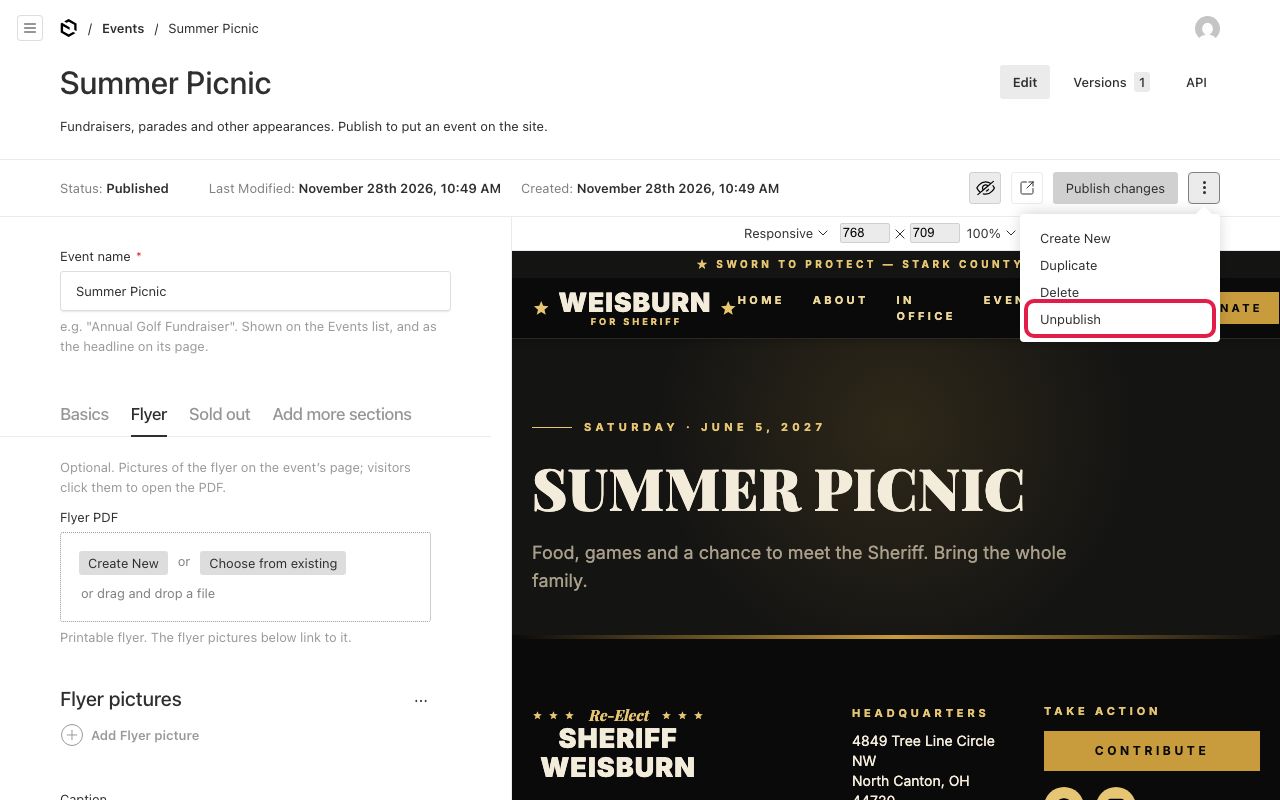 / Events / Summer Picnic
Summer Picnic
Edit Versions 1 API
Fundraisers, parades and other appearances. Publish to put an event on the site.
Status: Published Last Modified: November 28th 2026, 10:49 AM Created: November 28th 2026, 10:49 AM
Publish changes
Create New
Duplicate
Delete
Unpublish
Event name *
Summer Picnic
e.g. "Annual Golf Fundraiser". Shown on the Events list, and as
the headline on its page.
Basics Flyer Sold out Add more sections
Optional. Pictures of the flyer on the event's page; visitors
click them to open the PDF.
Flyer PDF
Create New or Choose from existing
or drag and drop a file
Printable flyer. The flyer pictures below link to it.
Flyer pictures
Add Flyer picture
Caption
Responsive 768 × 709 100%
★ SWORN TO PROTECT — STARK COUNTY
★ WEISBURN ★
FOR SHERIFF
HOME ABOUT IN
OFFICE
EVEN
NATE
SATURDAY · JUNE 5, 2027
SUMMER PICNIC
Food, games and a chance to meet the Sheriff. Bring the whole
family.
★ ★ ★ Re-Elect ★ ★ ★
SHERIFF
WEISBURN
HEADQUARTERS
4849 Tree Line Circle
NW
North Canton, OH
44720
TAKE ACTION
CONTRIBUTE